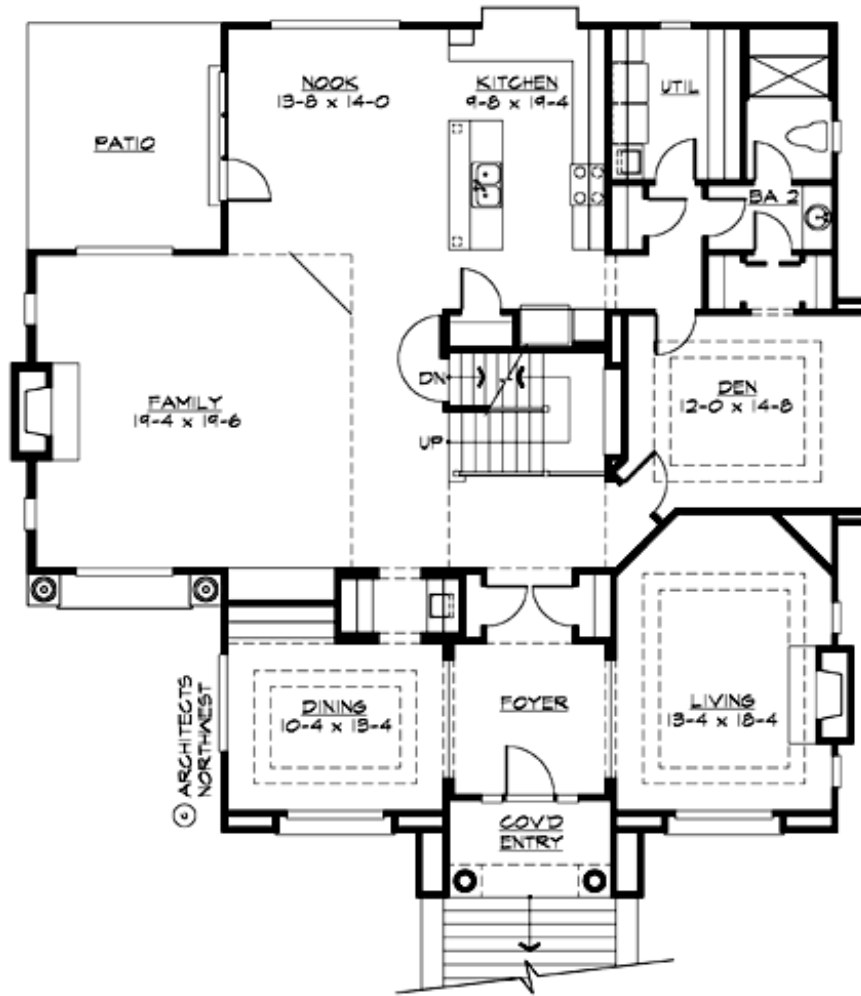 NOOK
13-8 x 14-0
KITCHEN
9-8 x 19-4
UTIL
PATIO
BA 2
DN
UP
FAMILY
19-4 x 19-6
DEN
12-0 x 14-8
DINING
10-4 x 13-4
FOYER
LIVING
13-4 x 18-4
ARCHITECTS
NORTHWEST
COV'D
ENTRY